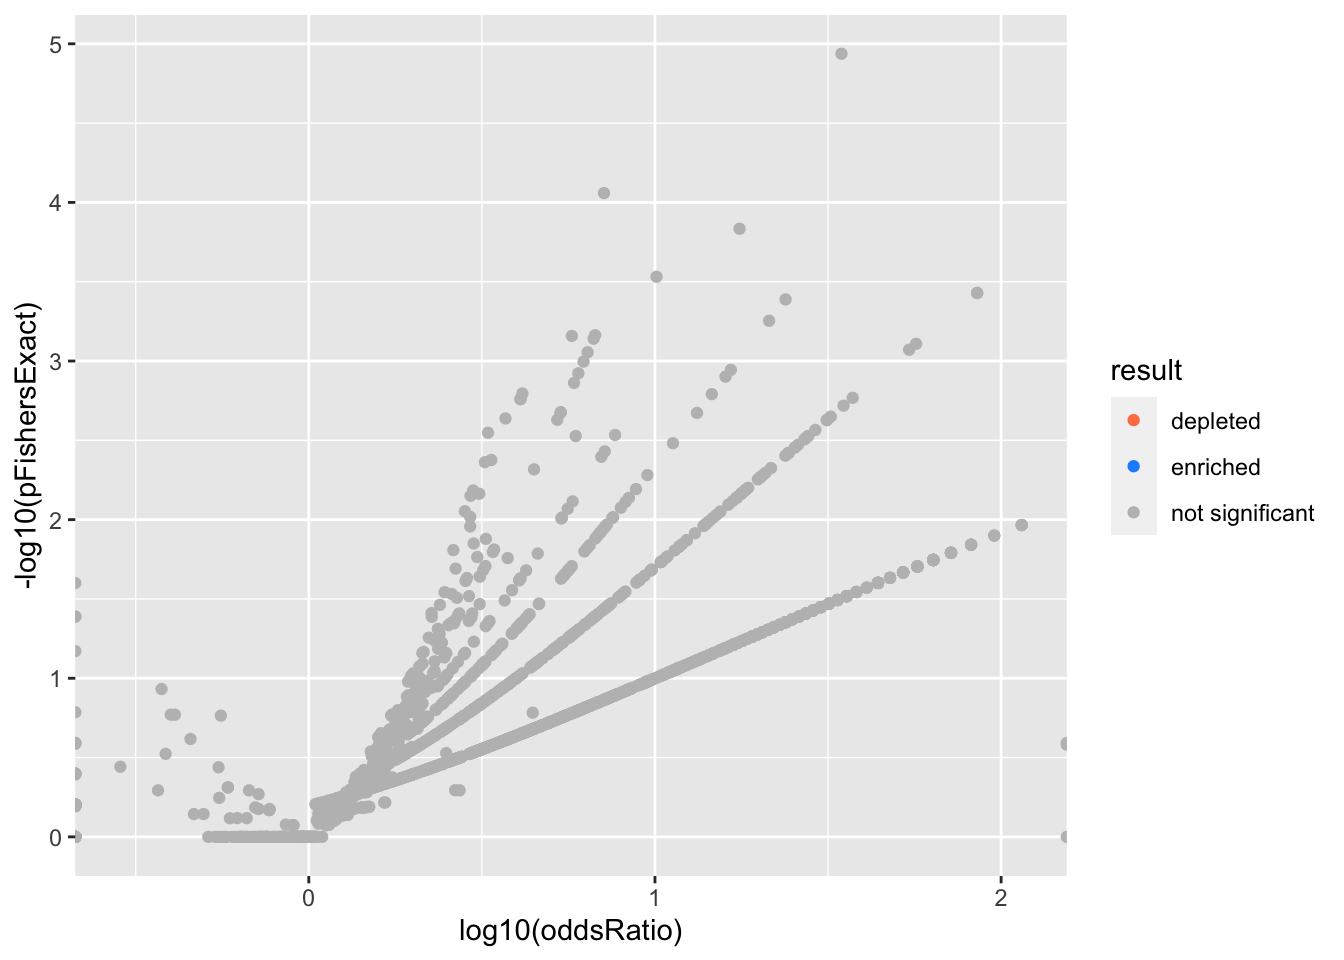 5
4
3
2
1
0
-log10(pFishersExact)
0
1
2
log10(oddsRatio)
result
depleted
enriched
not significant